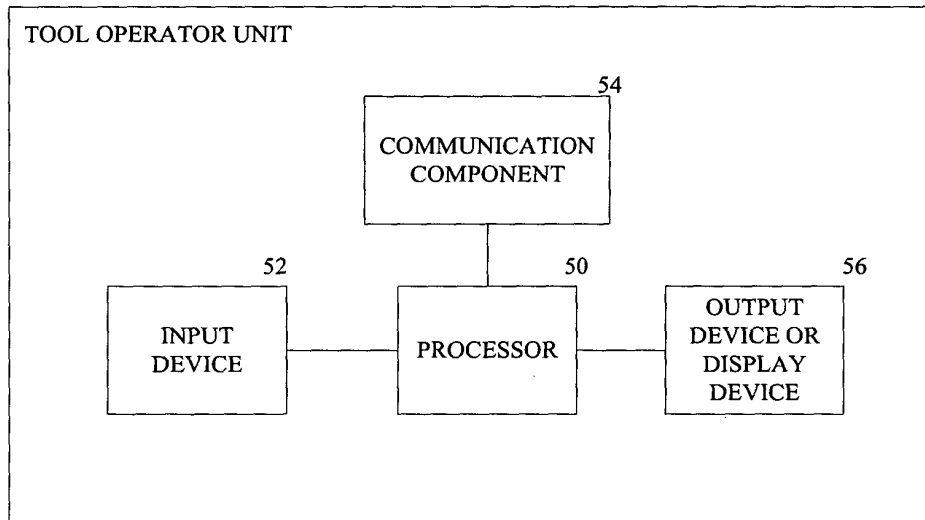 TOOL OPERATOR UNIT
54
COMMUNICATION
COMPONENT
52
50
56
INPUT
DEVICE
PROCESSOR
OUTPUT
DEVICE OR
DISPLAY
DEVICE